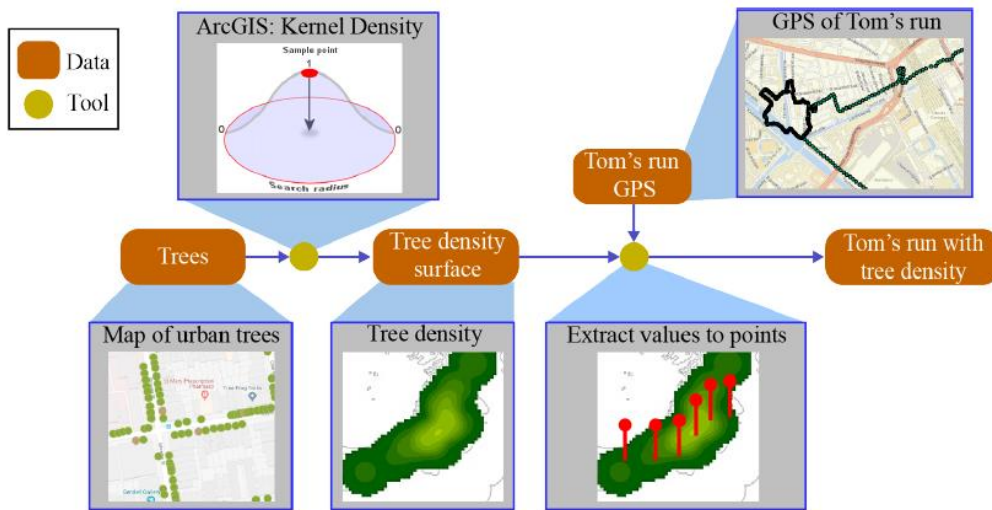 ArcGIS: Kernel Density
GPS of Tom's run
Data
Tool
Sample point
1
0
0
Search radius
Tom's run
GPS
Trees
Tree density
surface
Tom's run with
tree density
Map of urban trees
Tree density
Extract values to points